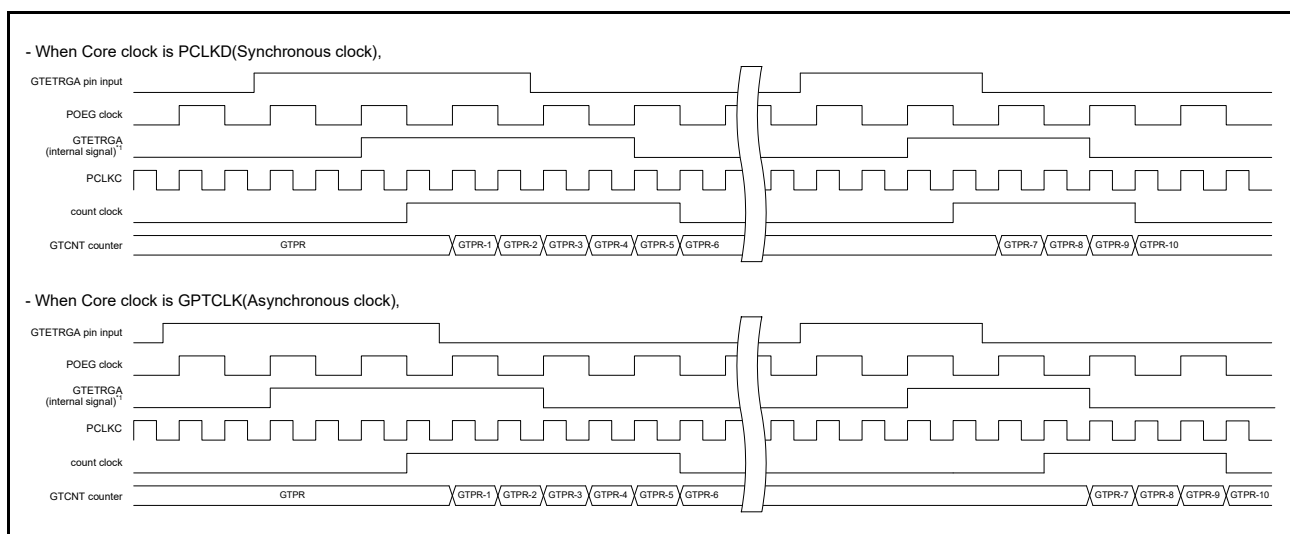 - When Core clock is PCLKD(Synchronous clock),
GTETRGA pin input
POEG clock
GTETRGA
(internal signal)*1
PCLKC
count clock
GTCNT counter GTPR GTPR-1 GTPR-2 GTPR-3 GTPR-4 GTPR-5 GTPR-6 GTPR-7 GTPR-8 GTPR-9 GTPR-10
- When Core clock is GPTCLK(Asynchronous clock),
GTETRGA pin input
POEG clock
GTETRGA
(internal signal)*1
PCLKC
count clock
GTCNT counter GTPR GTPR-1 GTPR-2 GTPR-3 GTPR-4 GTPR-5 GTPR-6 GTPR-7 GTPR-8 GTPR-9 GTPR-10